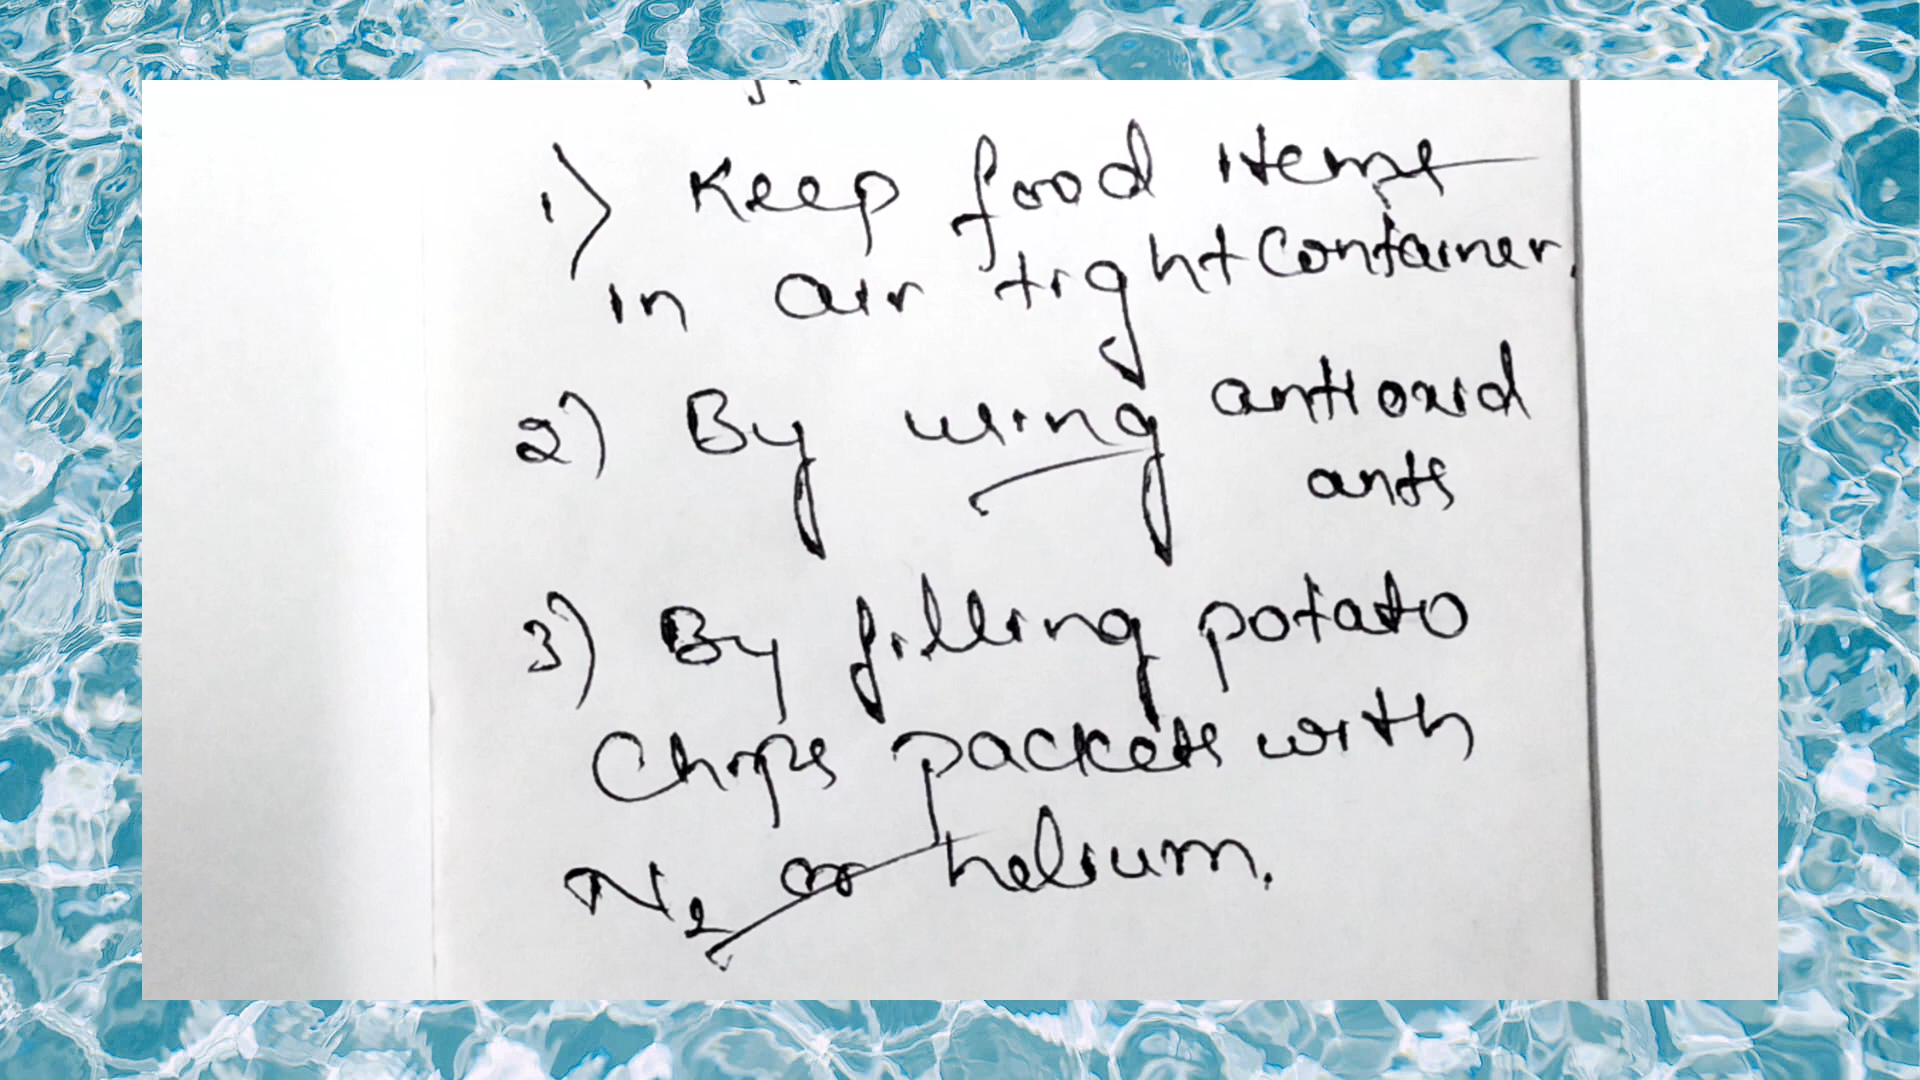 1) Keep food items
in air tight Container.
2) By using antioxid
ants
3) By filling potato
Chips packets with
N₂ or helium.